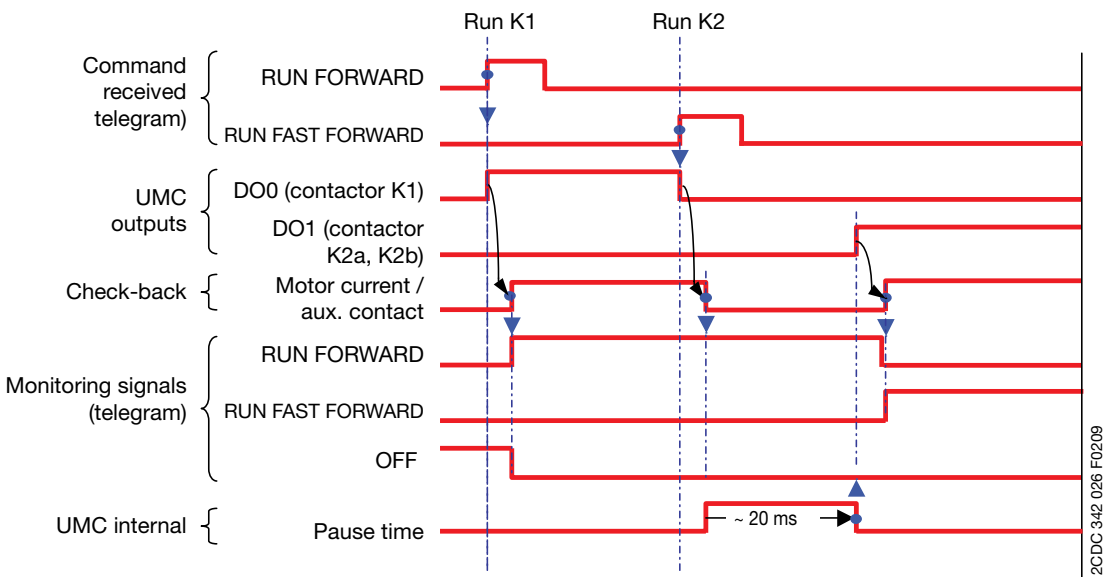 Run K1
Run K2
Command
received
telegram)
RUN FORWARD
RUN FAST FORWARD
UMC
outputs
DO0 (contactor K1)
DO1 (contactor
K2a, K2b)
Check-back
Motor current /
aux. contact
Monitoring signals
(telegram)
RUN FORWARD
RUN FAST FORWARD
OFF
UMC internal
Pause time
~ 20 ms
2CDC 342 026 F0209